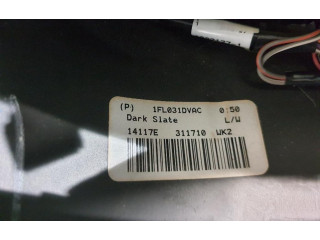 (P) 1FL031DVAC 0:50
Dark Slate L/W
14117E 311710 WK2